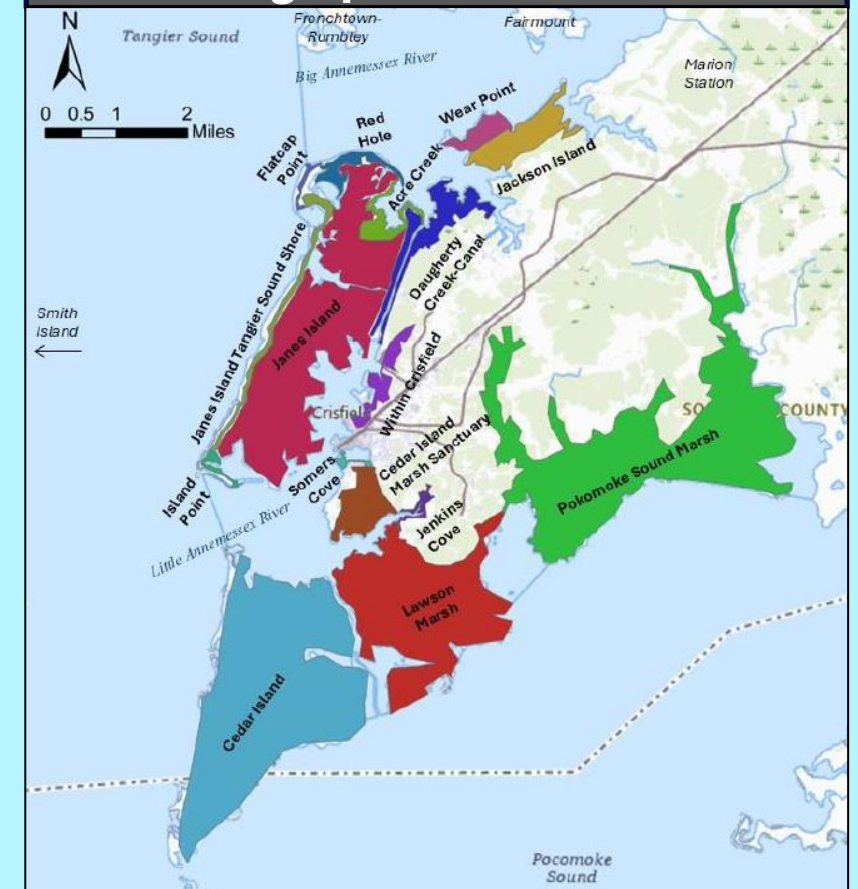 Frenchtown-
Rumbley
Fairmount
N
Tangier Sound
Big Annemessex River
Marion
Station
0 0.5 1 2
Miles
Wear Point
Red
Hole
Flatcap
Point
Acre Creek
Jackson Island
Janes Island Tangier Sound Shore
Daugherty
Creek-Canal
Smith
Island
Janes Island
Within Crisfield
Crisfiel
SO
COUNTY
Cedar Island
Marsh Sanctuary
Pokomoke Sound Marsh
Somers
Cove
Island
Point
Jenkins
Cove
Little Annemessex River
Lawson
Marsh
Cedar Island
Pocomoke
Sound